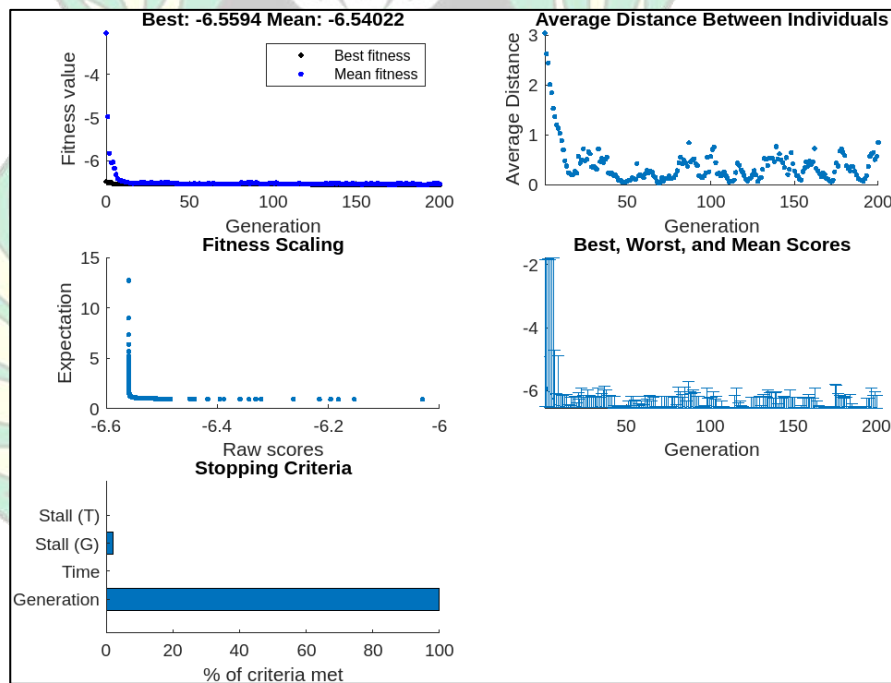 Best: -6.5594 Mean: -6.54022
Fitness value
-4
-5
-6
Best fitness
Mean fitness
0
50
100
150
200
Generation
Average Distance Between Individuals
Average Distance
3
2
1
0
50
100
150
200
Generation
Fitness Scaling
Expectation
15
10
5
0
-6.6
-6.4
-6.2
-6
Raw scores
Best, Worst, and Mean Scores
-2
-4
-6
50
100
150
200
Generation
Stopping Criteria
Stall (T)
Stall (G)
Time
Generation
0
20
40
60
80
100
% of criteria met